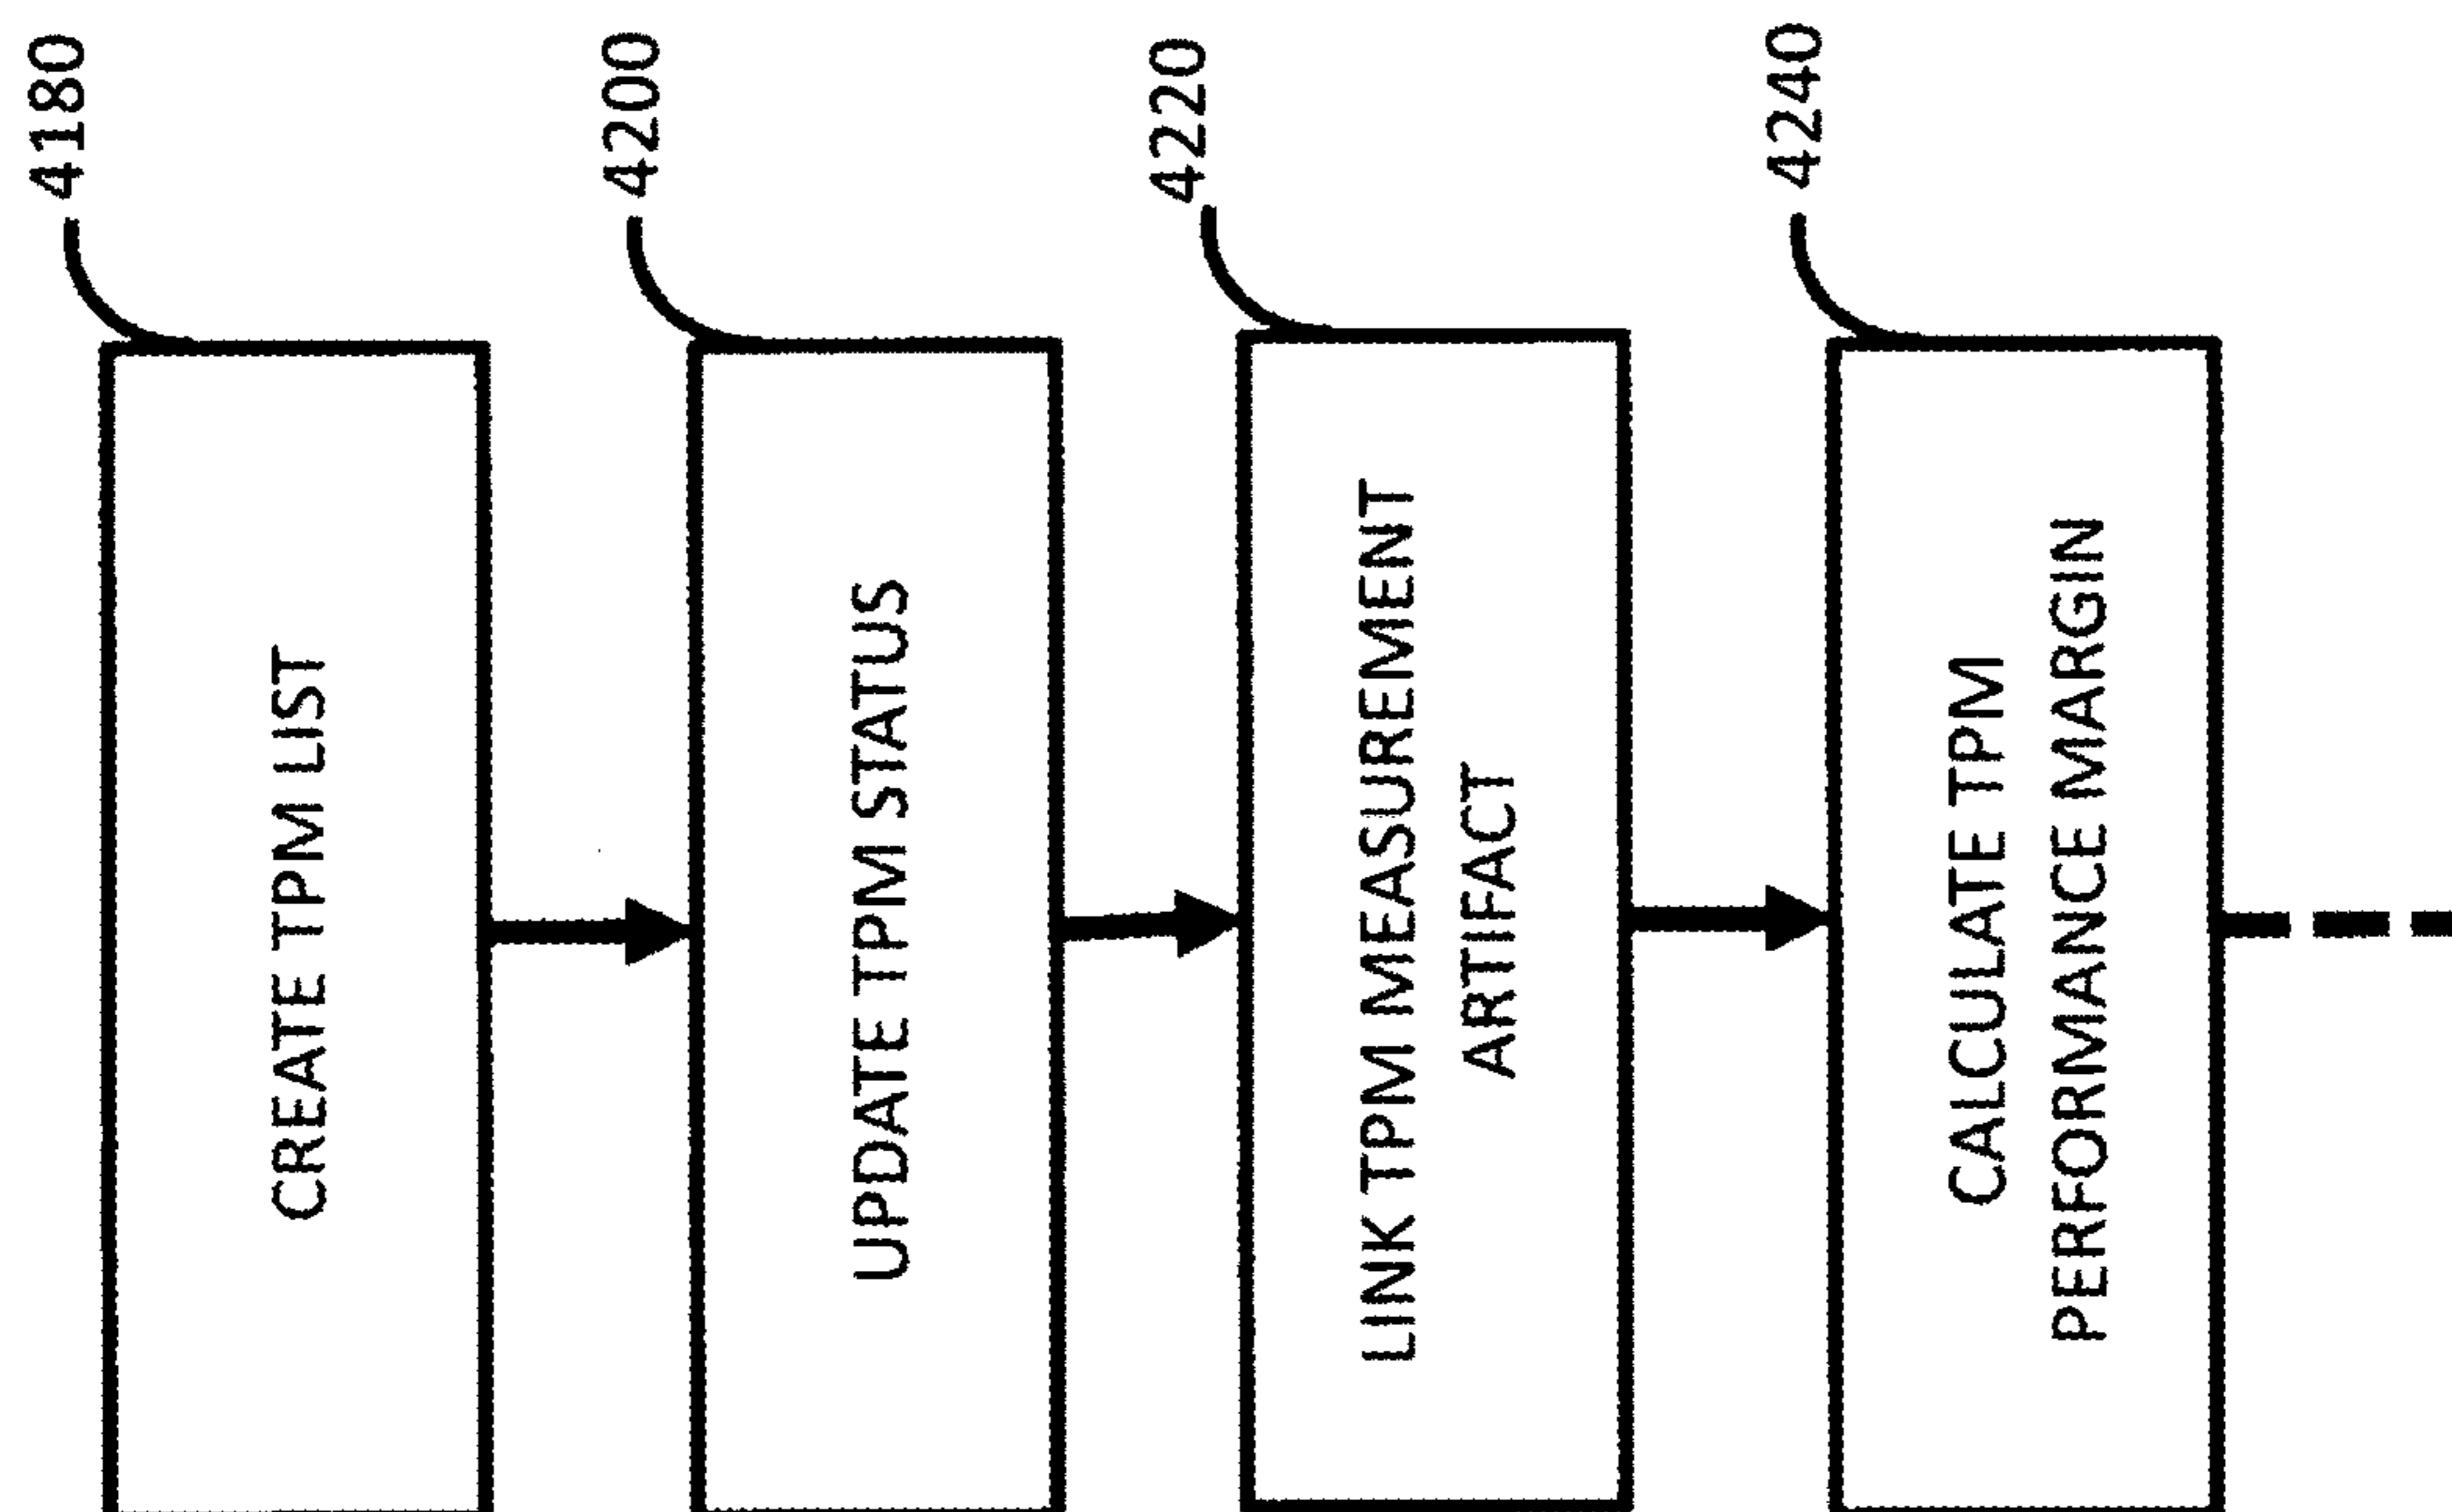 4180
CREATE TPM LIST
4200
UPDATE TPM STATUS
4220
LINK TPM MEASUREMENT
ARTIFACT
4240
CALCULATE TPM
PERFORMANCE MARGIN